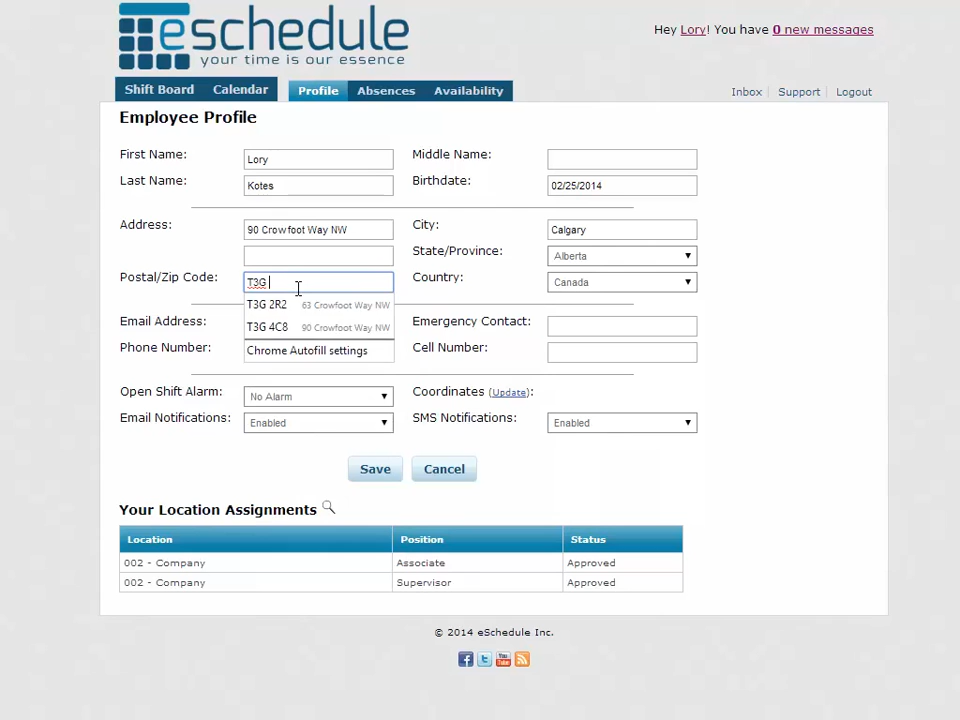 eschedule
your time is our essence
Hey Lory! You have 0 new messages
Shift Board Calendar Profile Absences Availability
Inbox Support Logout
Employee Profile
First Name: Lory Middle Name:
Last Name: Kotes Birthdate: 02/25/2014
Address: 90 Crowfoot Way NW City: Calgary
State/Province: Alberta
Postal/Zip Code: T3G Country: Canada
T3G 2R2 63 Crowfoot Way NW
Email Address: T3G 4C8 90 Crowfoot Way NW Emergency Contact:
Phone Number: Chrome Autofill settings Cell Number:
Open Shift Alarm: No Alarm Coordinates (Update):
Email Notifications: Enabled SMS Notifications: Enabled
Save Cancel
Your Location Assignments
Location Position Status
002 - Company Associate Approved
002 - Company Supervisor Approved
© 2014 eSchedule Inc.
You Tube